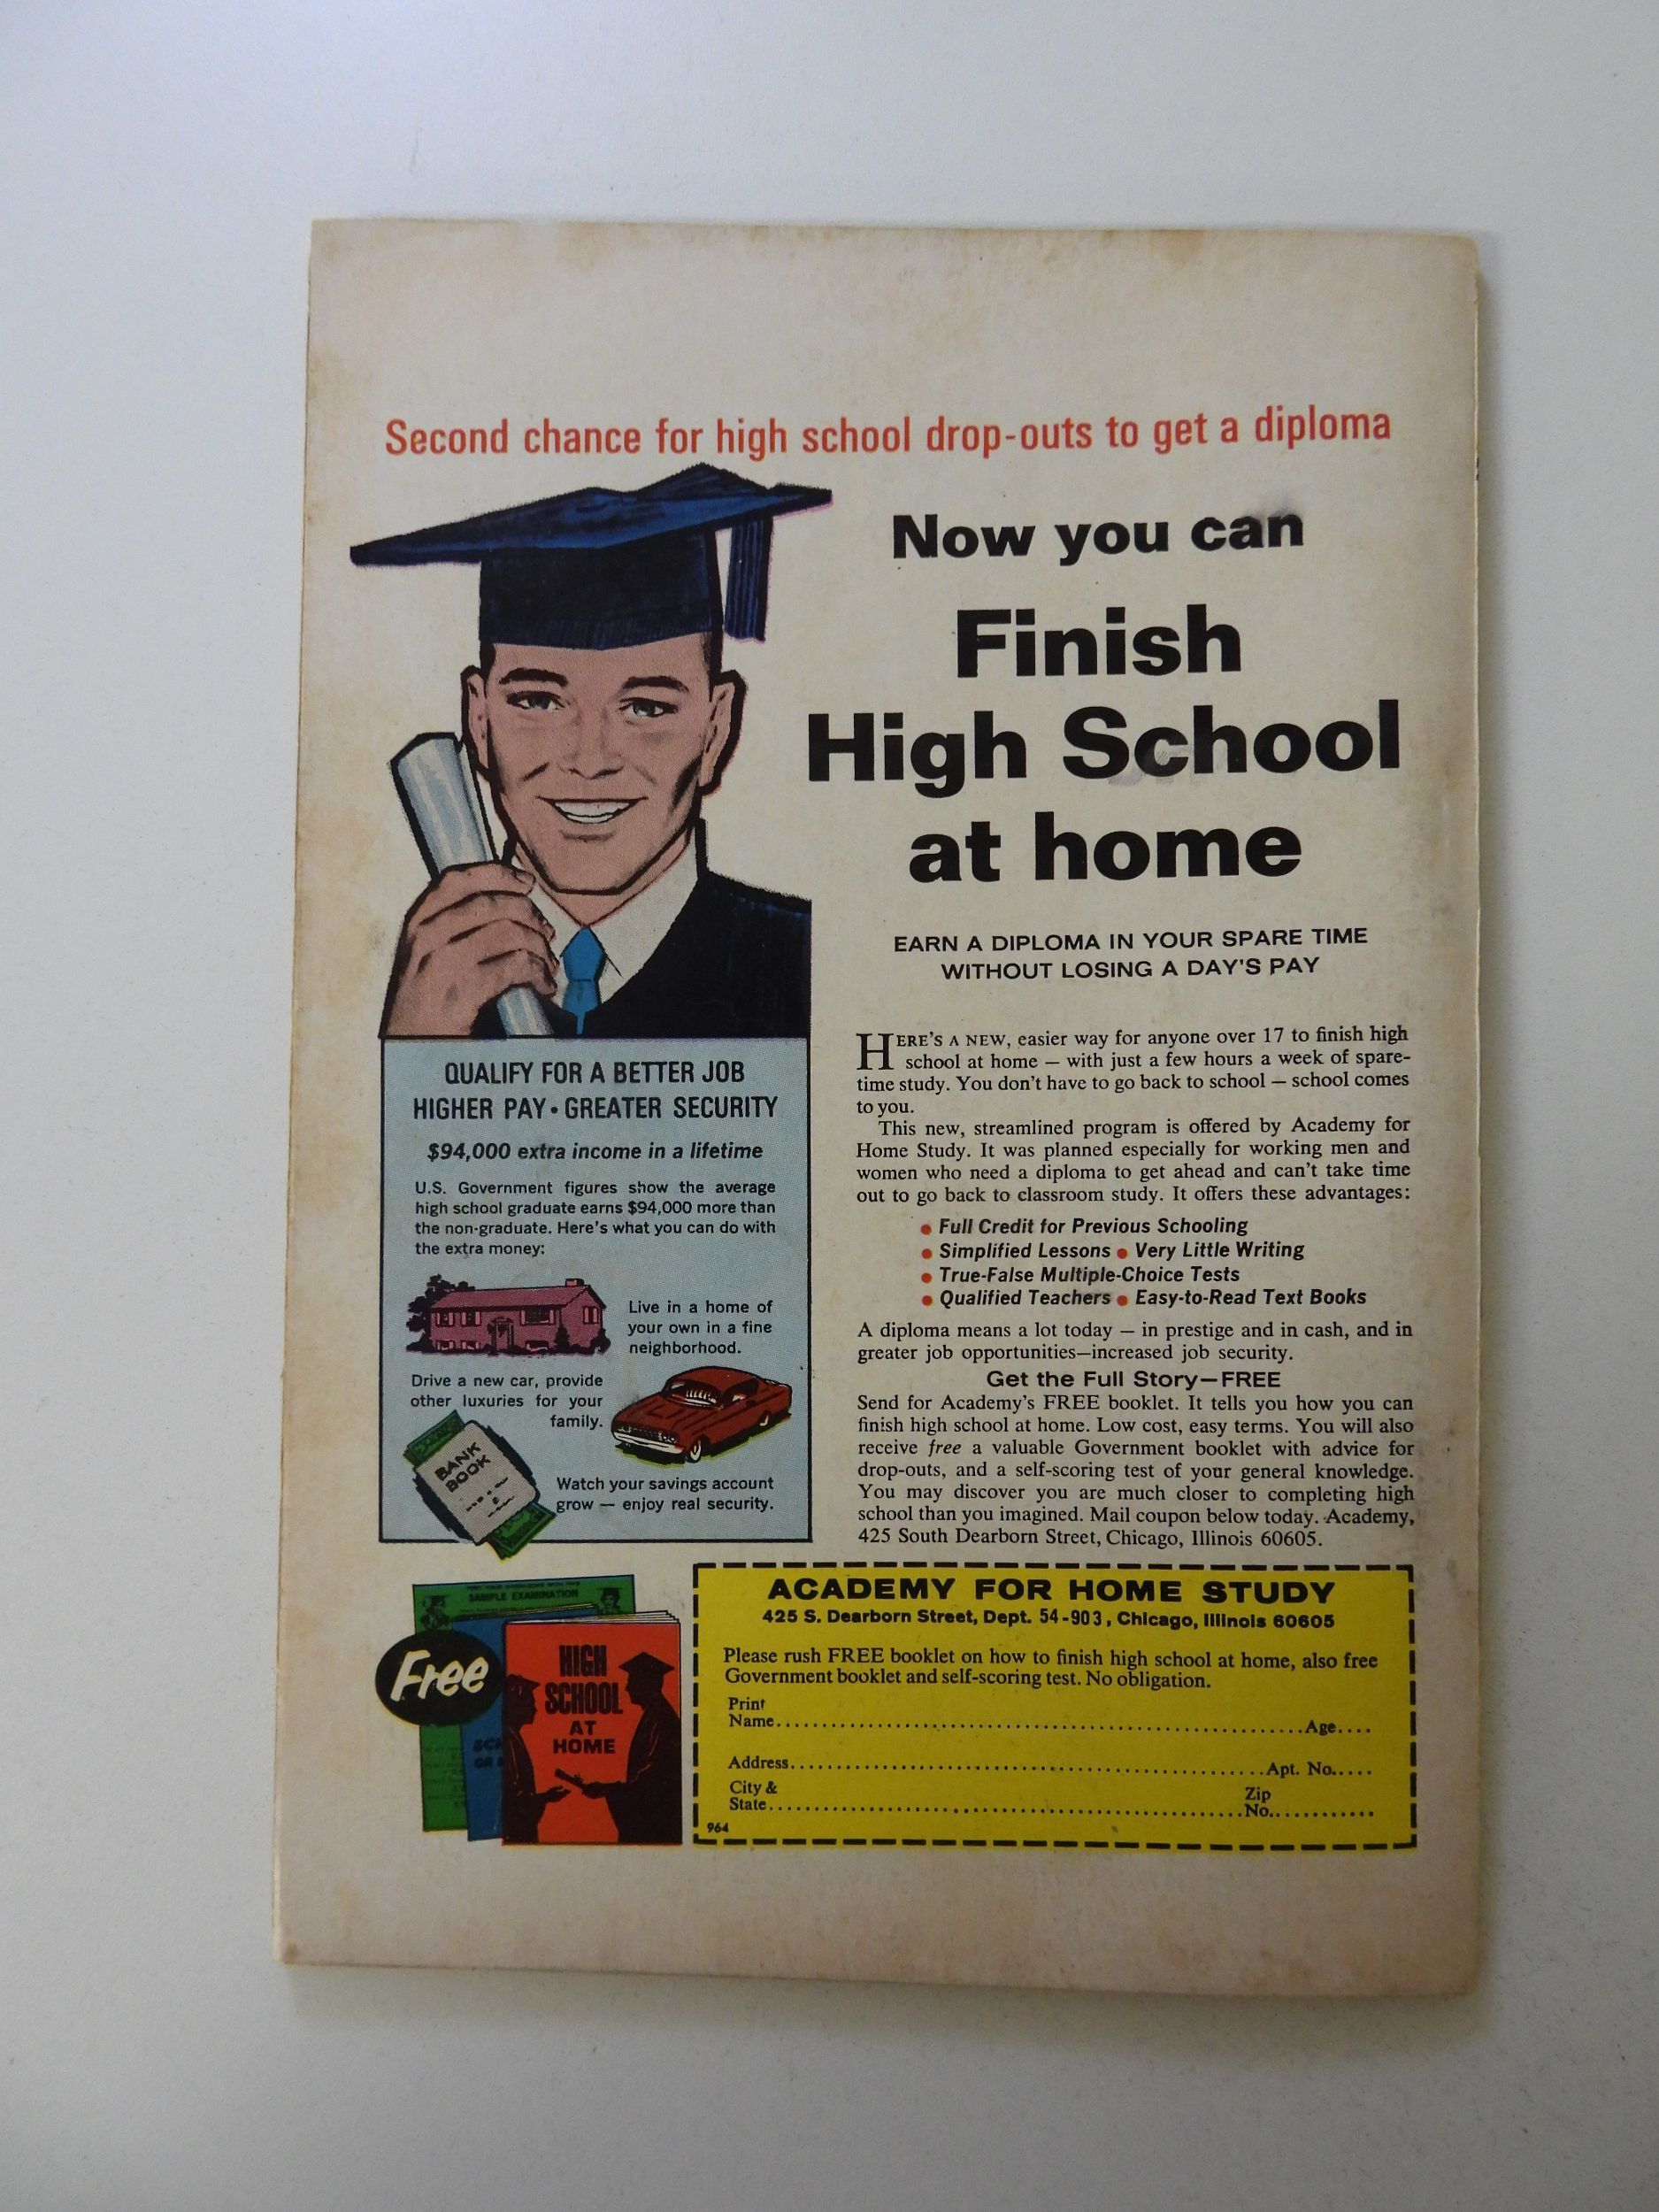 Second chance for high school drop-outs to get a diploma
Now you can
Finish
High School
at home
EARN A DIPLOMA IN YOUR SPARE TIME
WITHOUT LOSING A DAY'S PAY
HERE'S A NEW, easier way for anyone over 17 to finish high
school at home — with just a few hours a week of spare-
time study. You don't have to go back to school — school comes
to you.
This new, streamlined program is offered by Academy for
Home Study. It was planned especially for working men and
women who need a diploma to get ahead and can't take time
out to go back to classroom study. It offers these advantages:
• Full Credit for Previous Schooling
• Simplified Lessons • Very Little Writing
• True-False Multiple-Choice Tests
• Qualified Teachers • Easy-to-Read Text Books
A diploma means a lot today — in prestige and in cash, and in
greater job opportunities—increased job security.
Get the Full Story—FREE
Send for Academy's FREE booklet. It tells you how you can
finish high school at home. Low cost, easy terms. You will also
receive free a valuable Government booklet with advice for
drop-outs, and a self-scoring test of your general knowledge.
You may discover you are much closer to completing high
school than you imagined. Mail coupon below today. Academy,
425 South Dearborn Street, Chicago, Illinois 60605.
QUALIFY FOR A BETTER JOB
HIGHER PAY • GREATER SECURITY
$94,000 extra income in a lifetime
U.S. Government figures show the average
high school graduate earns $94,000 more than
the non-graduate. Here's what you can do with
the extra money:
Live in a home of
your own in a fine
neighborhood.
Drive a new car, provide
other luxuries for your
family.
BANK
BOOK
Watch your savings account
grow — enjoy real security.
SAMPLE EXAMINATION
Free
HIGH
SCHOOL
AT
HOME
ACADEMY FOR HOME STUDY
425 S. Dearborn Street, Dept. 54-903, Chicago, Illinois 60605
Please rush FREE booklet on how to finish high school at home, also free
Government booklet and self-scoring test. No obligation.
Print
Name............Age....
Address............Apt. No.....
City & Zip
State............No............
964